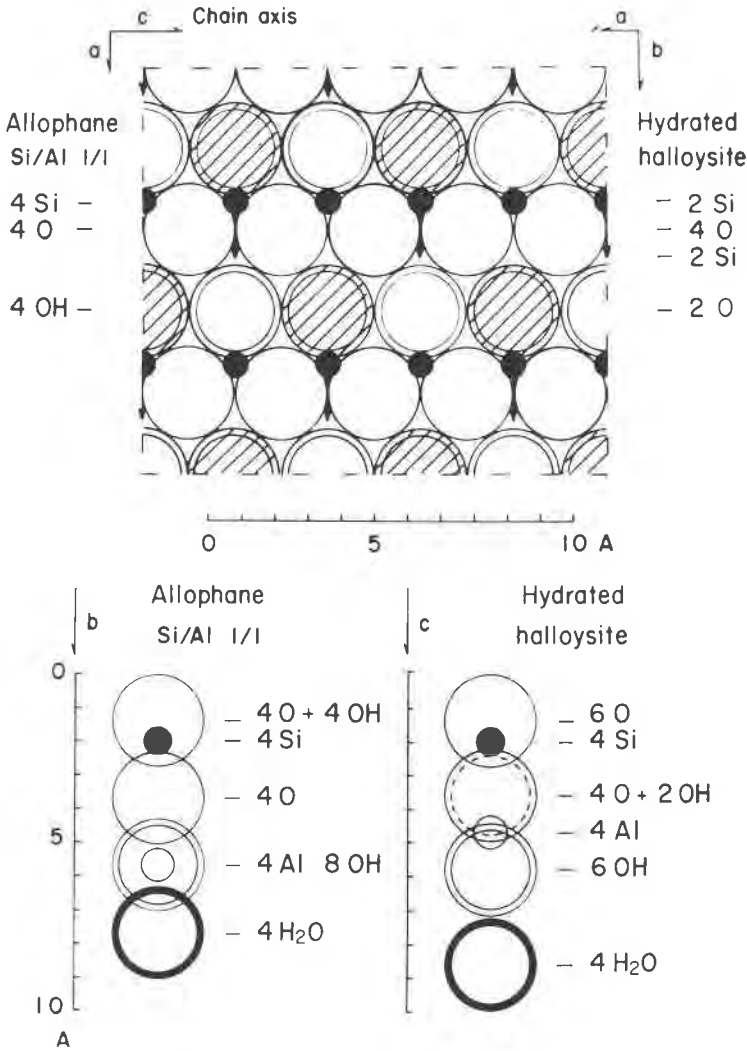 c Chain axis a
a b
Allophane Hydrated
Si/Al 1/1 halloysite
4 Si – – 2 Si
4 O – – 4 O
– 2 Si
4 OH – – 2 O
0 5 10 A
b Allophane c Hydrated
Si/Al 1/1 halloysite
0
– 4 O + 4 OH – 6 O
– 4 Si – 4 Si
– 4 O – 4 O + 2 OH
5 – 4 Al
– 4 Al 8 OH – 6 OH
– 4 H₂O – 4 H₂O
10
A